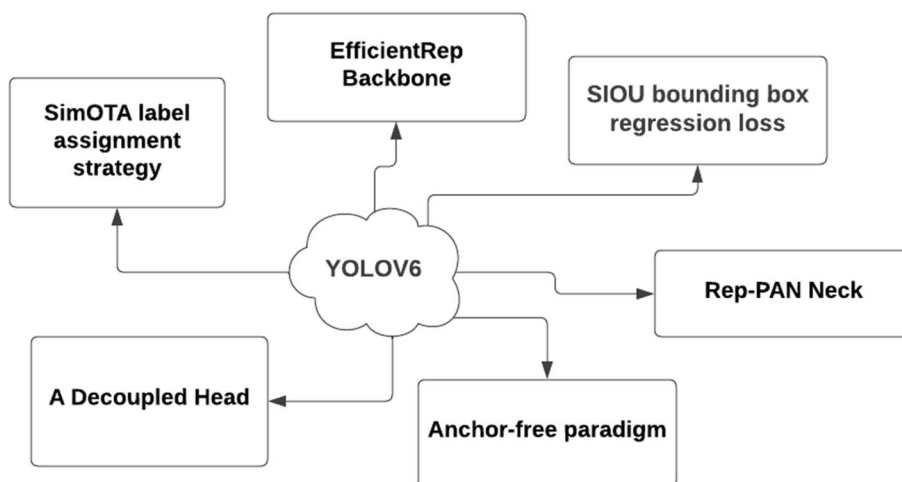 EfficientRep
Backbone
SimOTA label
assignment
strategy
SIOU bounding box
regression loss
YOLOV6
Rep-PAN Neck
A Decoupled Head
Anchor-free paradigm